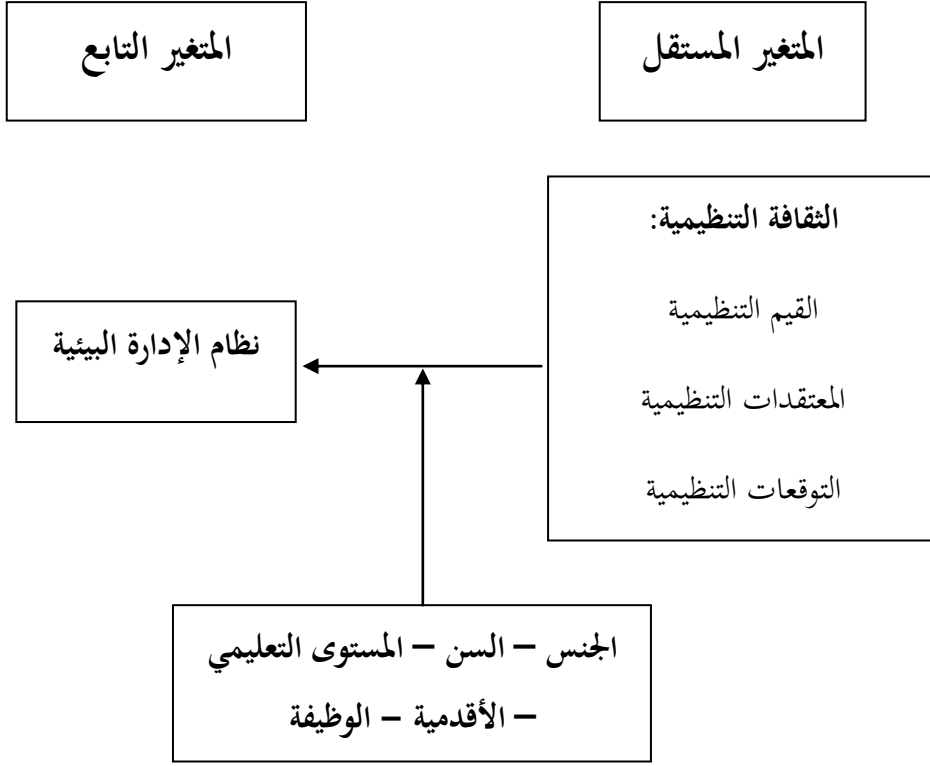 المتغير المستقل
المتغير التابع
الثقافة التنظيمية:
القيم التنظيمية
المعتقدات التنظيمية
التوقعات التنظيمية
نظام الإدارة البيئية
الجنس – السن – المستوى التعليمي
– الأقدمية – الوظيفة